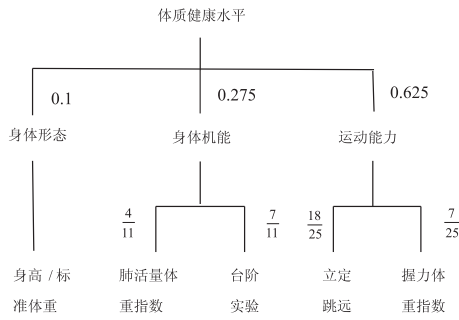 体质健康水平
0.1
0.275
0.625
身体形态
身体机能
运动能力
4/11
7/11
18/25
7/25
身高 / 标
准体重
肺活量体
重指数
台阶
实验
立定
跳远
握力体
重指数